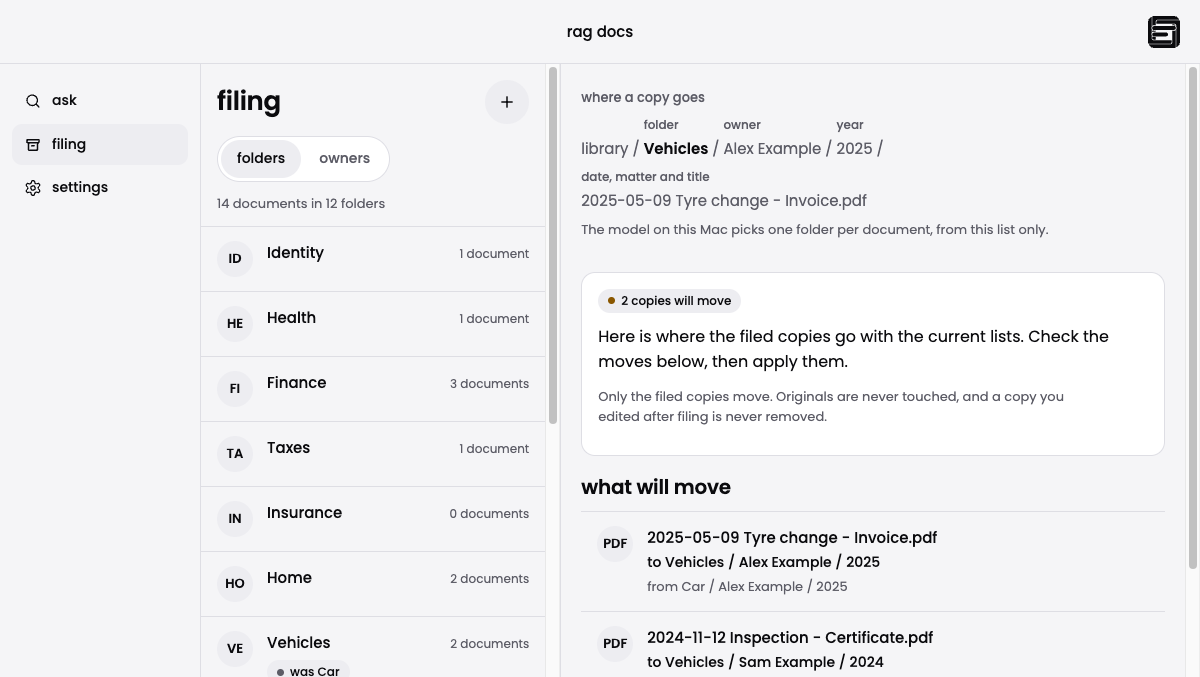 rag docs
ask
filing
settings
filing
+
folders owners
14 documents in 12 folders
ID Identity 1 document
HE Health 1 document
FI Finance 3 documents
TA Taxes 1 document
IN Insurance 0 documents
HO Home 2 documents
VE Vehicles 2 documents
was Car
where a copy goes
folder owner year
library / Vehicles / Alex Example / 2025 /
date, matter and title
2025-05-09 Tyre change - Invoice.pdf
The model on this Mac picks one folder per document, from this list only.
2 copies will move
Here is where the filed copies go with the current lists. Check the
moves below, then apply them.
Only the filed copies move. Originals are never touched, and a copy you
edited after filing is never removed.
what will move
PDF 2025-05-09 Tyre change - Invoice.pdf
to Vehicles / Alex Example / 2025
from Car / Alex Example / 2025
PDF 2024-11-12 Inspection - Certificate.pdf
to Vehicles / Sam Example / 2024